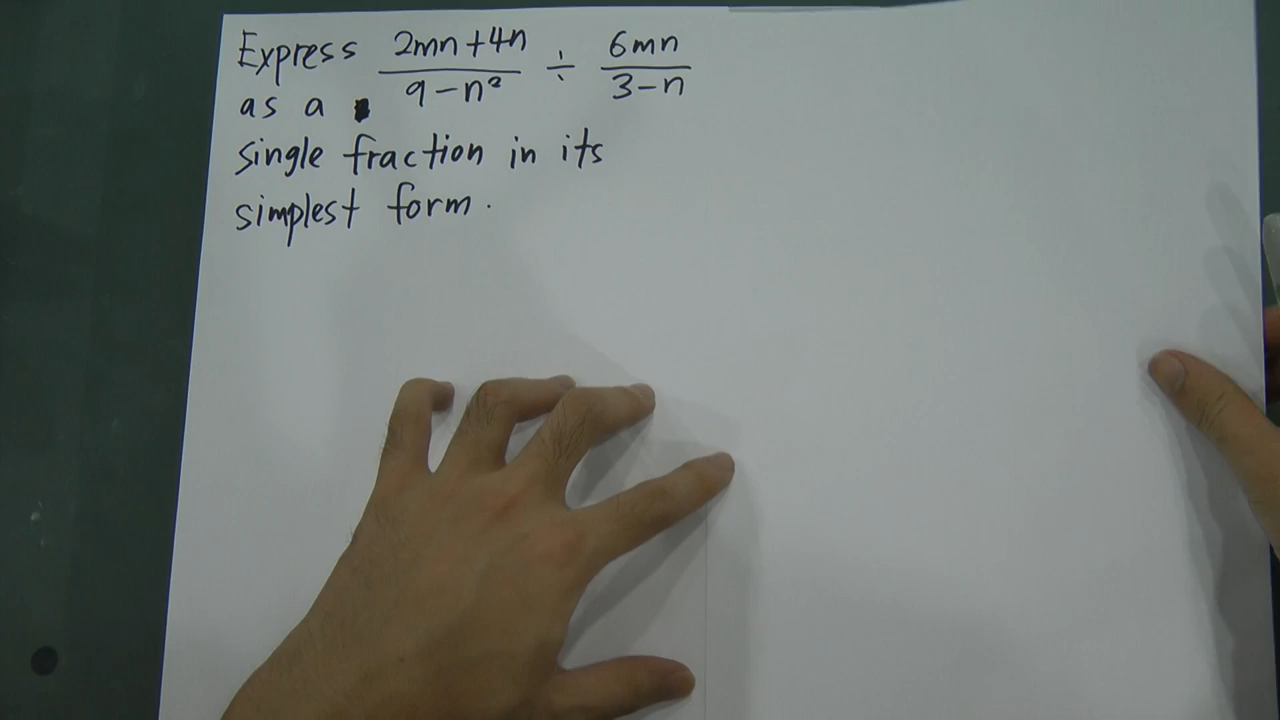 Express (2mn+4n)/(9-n²) ÷ (6mn)/(3-n)
as a
single fraction in its
simplest form.